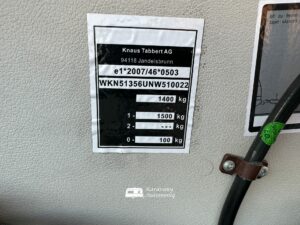 Knaus Tabbert AG
94118 Jandelsbrunn
e1*2007/46*0503
WKN51356UNW510022
1400 kg
1 - 1500 kg
2 - --- kg
0 - 100 kg
Karavany